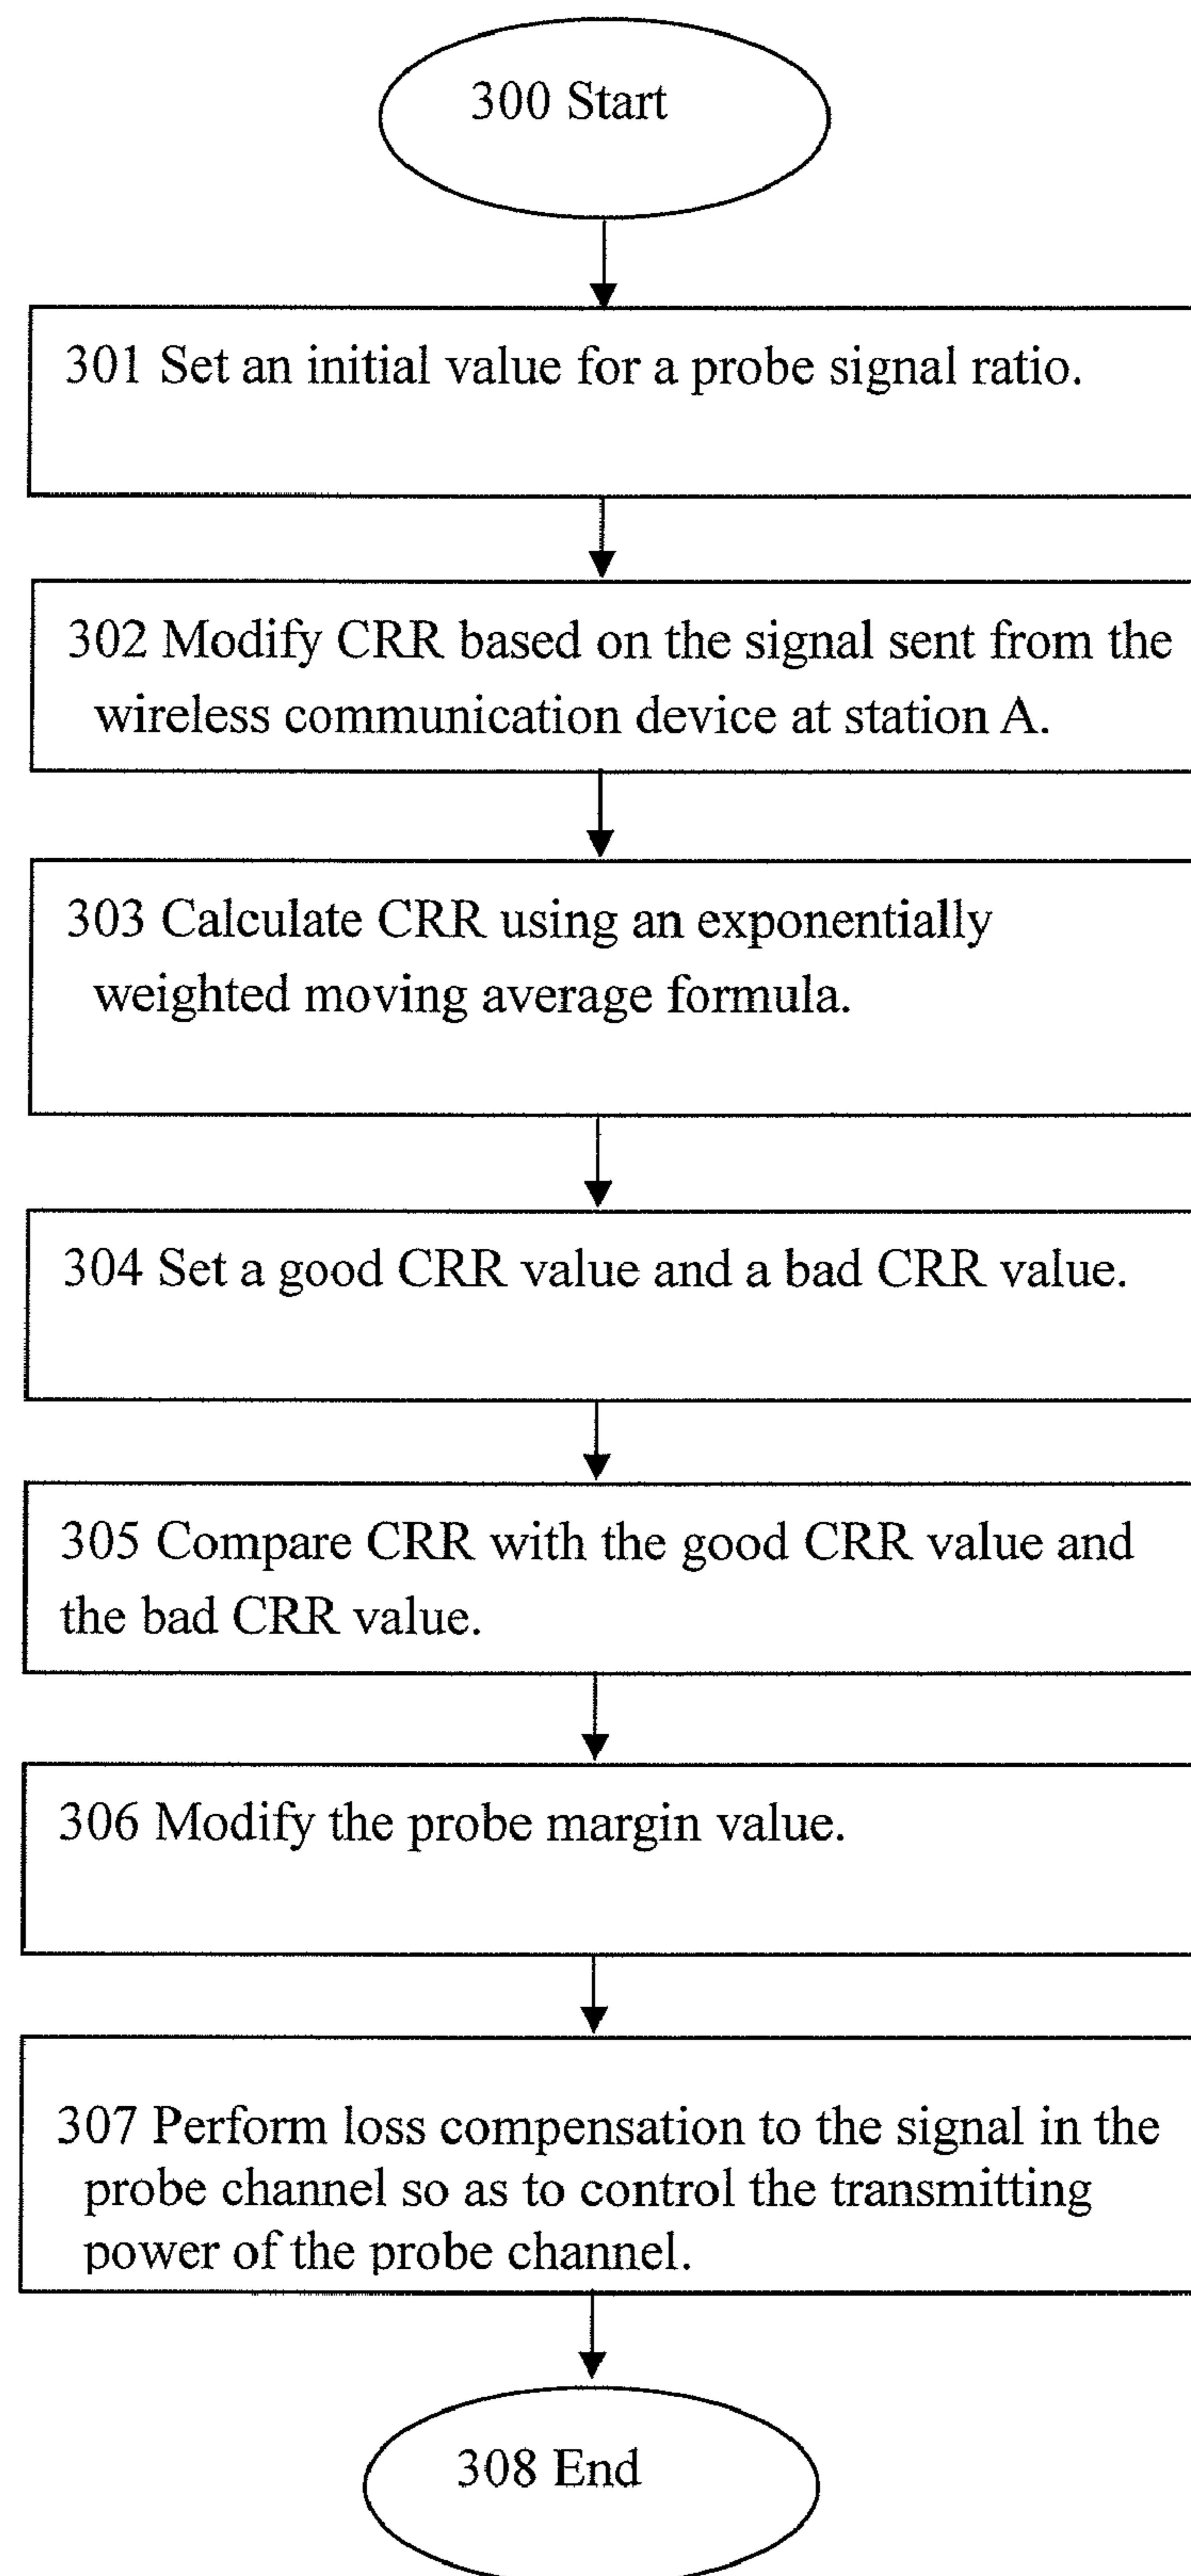 300 Start
301 Set an initial value for a probe signal ratio.
302 Modify CRR based on the signal sent from the
wireless communication device at station A.
303 Calculate CRR using an exponentially
weighted moving average formula.
304 Set a good CRR value and a bad CRR value.
305 Compare CRR with the good CRR value and
the bad CRR value.
306 Modify the probe margin value.
307 Perform loss compensation to the signal in the
probe channel so as to control the transmitting
power of the probe channel.
308 End